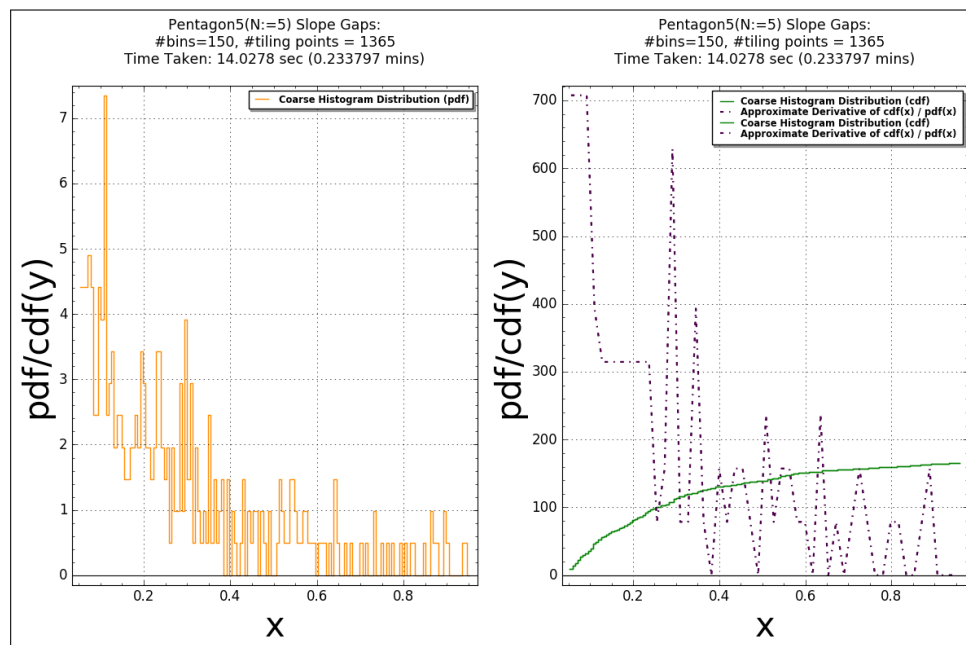 Pentagon5(N:=5) Slope Gaps:
#bins=150, #tiling points = 1365
Time Taken: 14.0278 sec (0.233797 mins)
Coarse Histogram Distribution (pdf)
7
6
5
4
3
2
1
0
0.2
0.4
0.6
0.8
pdf/cdf(y)
x
Pentagon5(N:=5) Slope Gaps:
#bins=150, #tiling points = 1365
Time Taken: 14.0278 sec (0.233797 mins)
Coarse Histogram Distribution (cdf)
Approximate Derivative of cdf(x) / pdf(x)
Coarse Histogram Distribution (cdf)
Approximate Derivative of cdf(x) / pdf(x)
700
600
500
400
300
200
100
0
0.2
0.4
0.6
0.8
pdf/cdf(y)
x